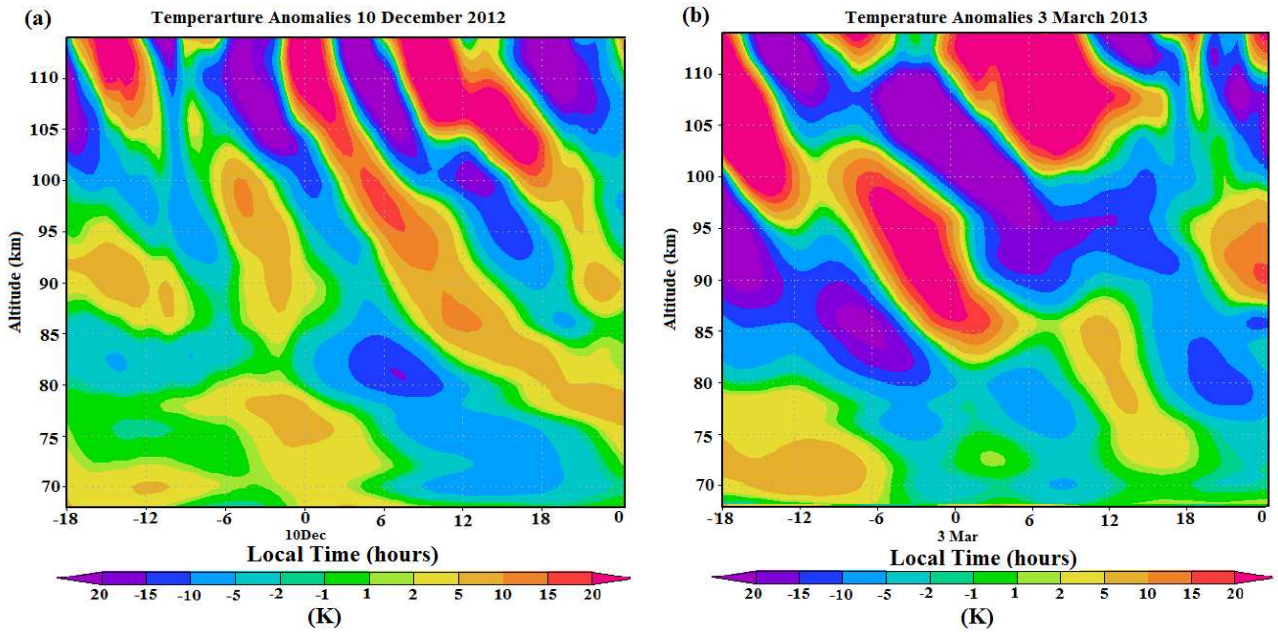 (a) Temperarture Anomalies 10 December 2012
Altitude (km)
110
105
100
95
90
85
80
75
70
-18 -12 -6 0 6 12 18 0
10Dec
Local Time (hours)
20 -15 -10 -5 -2 -1 1 2 5 10 15 20
(K)
(b) Temperature Anomalies 3 March 2013
Altitude (km)
110
105
100
95
90
85
80
75
70
-18 -12 -6 0 6 12 18 0
3 Mar
Local Time (hours)
20 -15 -10 -5 -2 -1 1 2 5 10 15 20
(K)